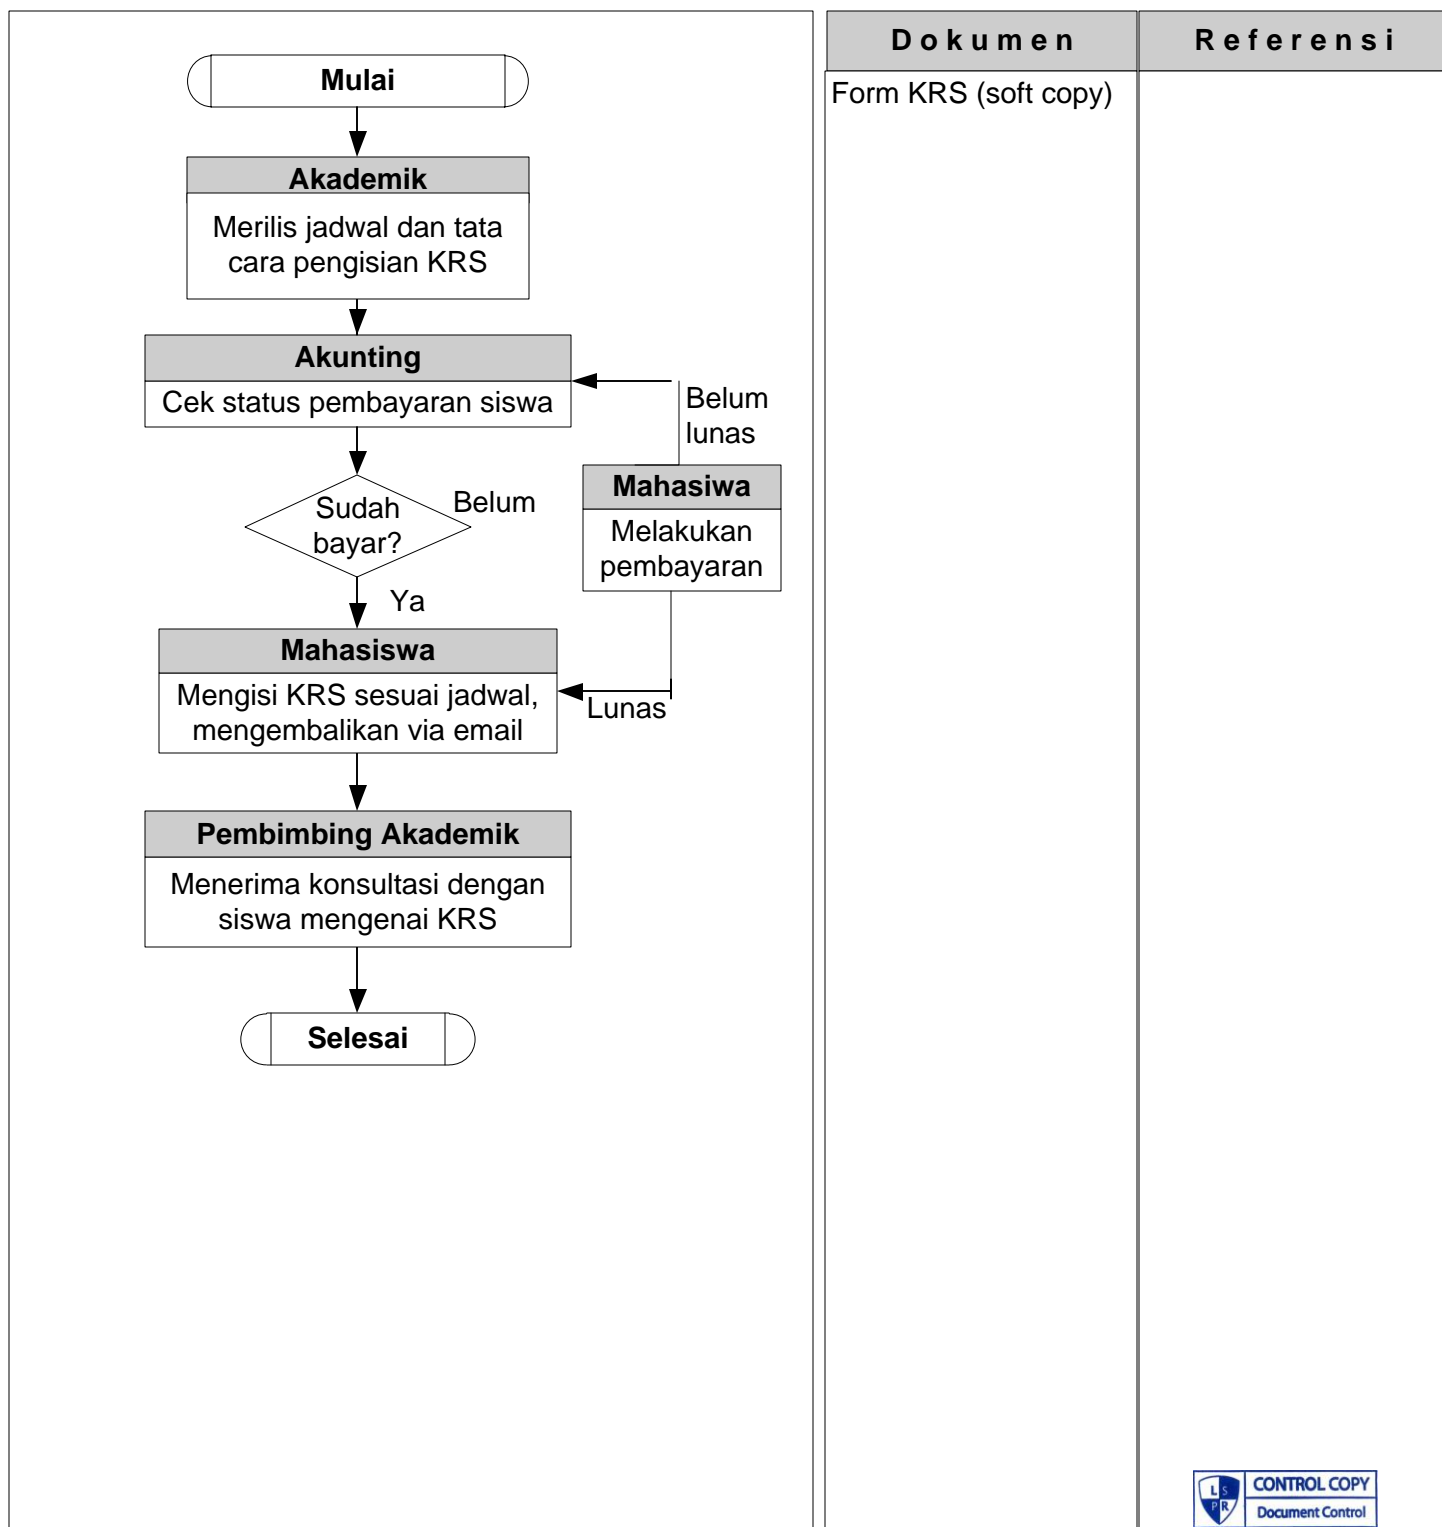 Mulai
Akademik
Merilis jadwal dan tata
cara pengisian KRS
Akunting
Cek status pembayaran siswa
Belum
lunas
Sudah
bayar?
Belum
Mahasiwa
Melakukan
pembayaran
Ya
Mahasiswa
Mengisi KRS sesuai jadwal,
mengembalikan via email
Lunas
Pembimbing Akademik
Menerima konsultasi dengan
siswa mengenai KRS
Selesai
Dokumen
Referensi
Form KRS (soft copy)
L S
P R
CONTROL COPY
Document Control